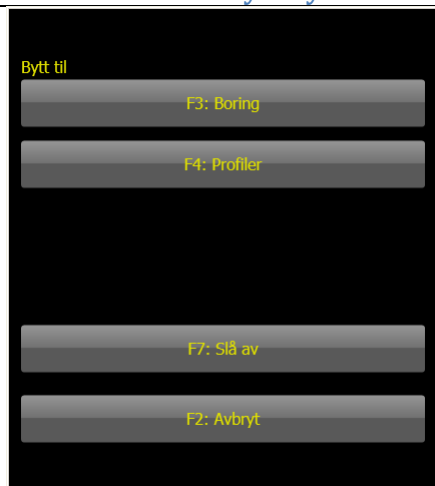 Bytt til
F3: Boring
F4: Profiler
F7: Slå av
F2: Avbryt